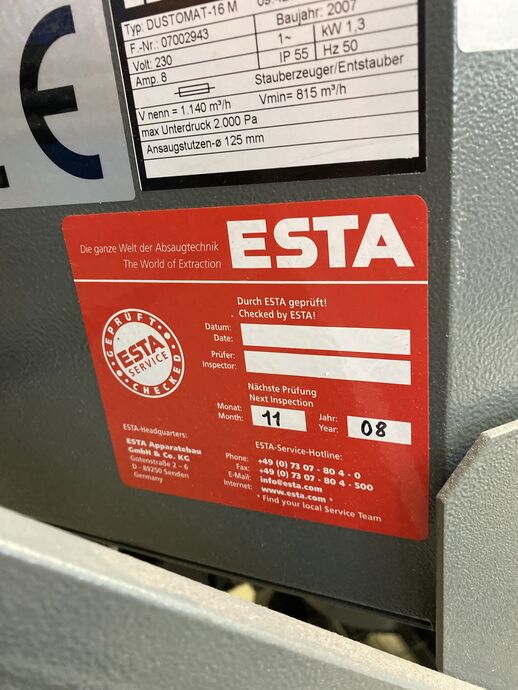 Typ: DUSTOMAT-16 M
F.-Nr.: 07002943
Baujahr: 2007
Volt: 230
1~
kW 1,3
Amp. 8
IP 55
Hz 50
Stauberzeuger/Entstauber
V nenn = 1.140 m³/h
Vmin= 815 m³/h
max Unterdruck 2.000 Pa
Ansaugstutzen-ø 125 mm
CE
Die ganze Welt der Absaugtechnik
The World of Extraction
ESTA
Durch ESTA geprüft!
Checked by ESTA!
GEPRÜFT
ESTA
SERVICE
CHECKED
Datum:
Date:
Prüfer:
Inspector:
Nächste Prüfung
Next Inspection
Monat:
Month:
11
Jahr:
Year:
08
ESTA-Headquarters:
ESTA Apparatebau
GmbH & Co. KG
Gotenstraße 2 – 6
D - 89250 Senden
Germany
ESTA-Service-Hotline:
Phone: +49 (0) 73 07 - 80 4 - 0
Fax: +49 (0) 73 07 - 80 4 - 500
E-Mail: info@esta.com *
Internet: www.esta.com *
* Find your local Service Team